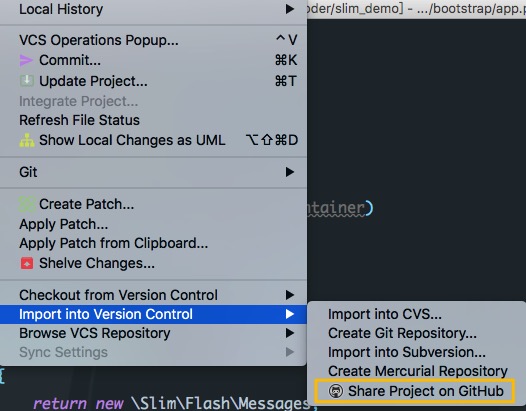 Local History
oder/slim_demo] - .../bootstrap/app.p
VCS Operations Popup... ⌃V
Commit... ⌘K
Update Project... ⌘T
Integrate Project...
Refresh File Status
Show Local Changes as UML ⌥⇧⌘D
Git
Create Patch...
ntainer)
Apply Patch...
Apply Patch from Clipboard...
Shelve Changes...
Checkout from Version Control
Import into Version Control
Import into CVS...
Browse VCS Repository
Create Git Repository...
Sync Settings
Import into Subversion...
Create Mercurial Repository
{
Share Project on GitHub
return new \Slim\Flash\Messages;